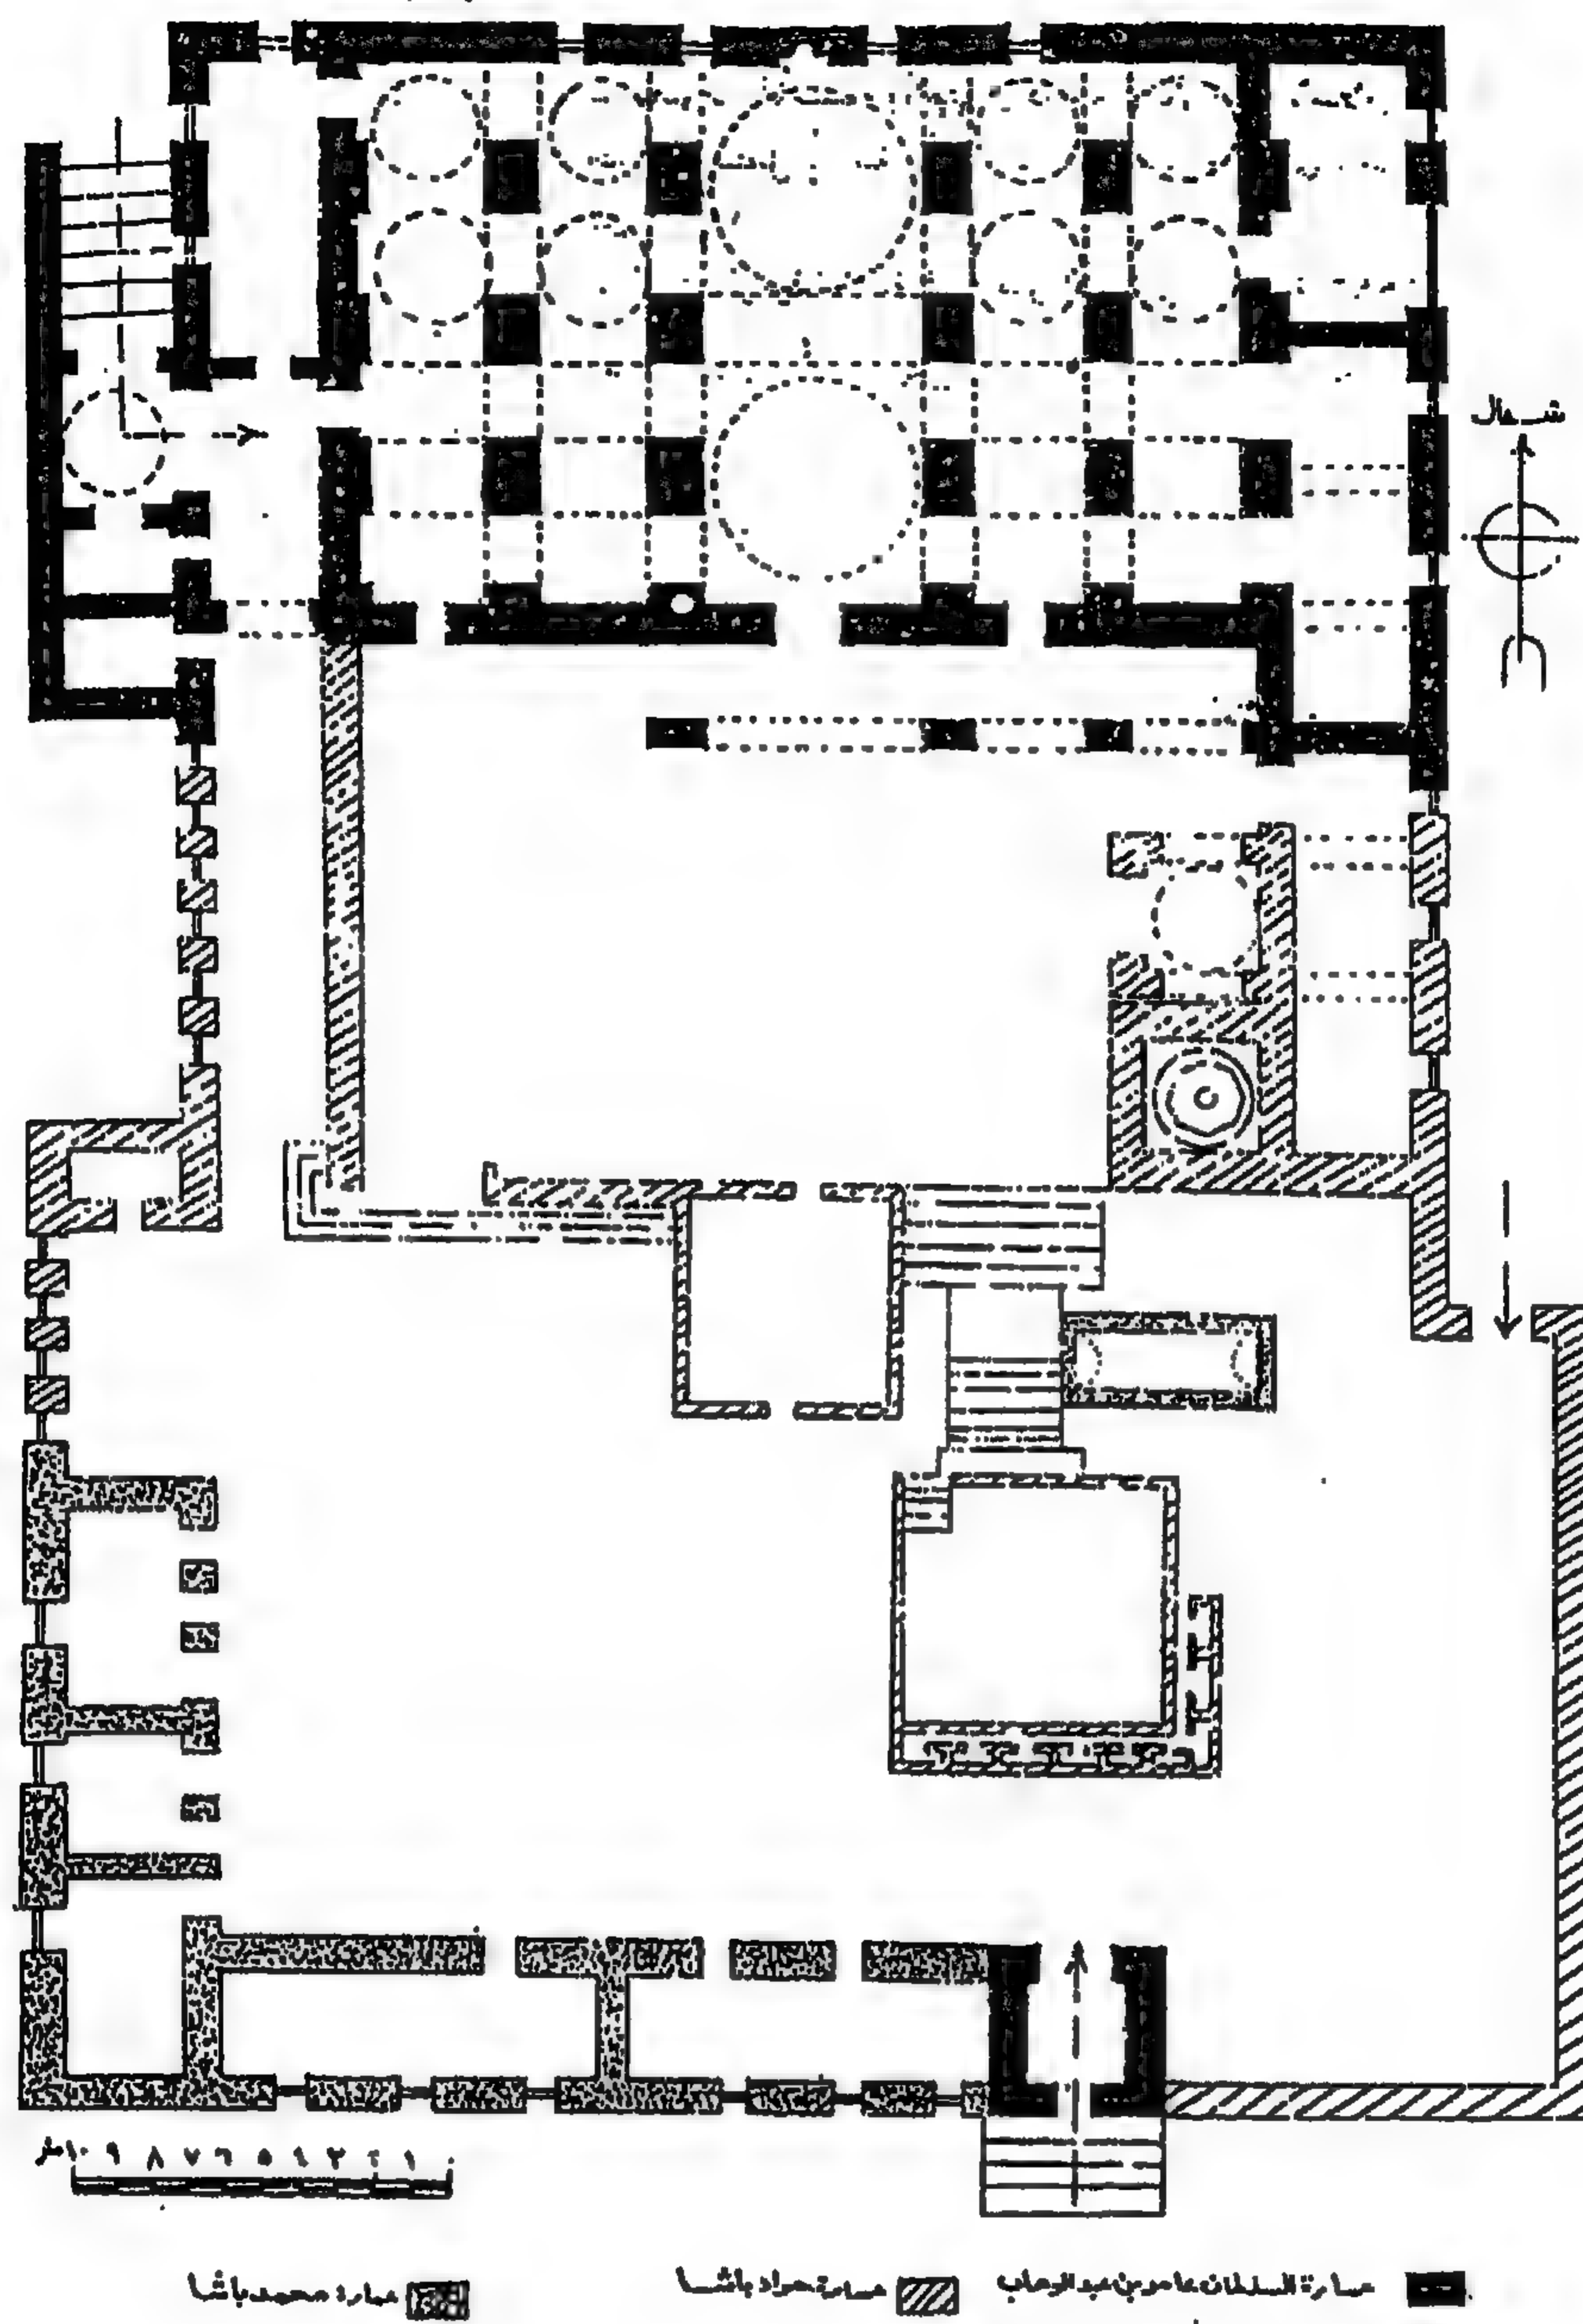 شمال
١٠ متر ٩ ٨ ٧ ٦ ٥ ٤ ٣ ٢ ١ ٠
عمارة السلطان عامر بن عبد الوهاب
عمارة مراد باشا
عمارة محمد باشا